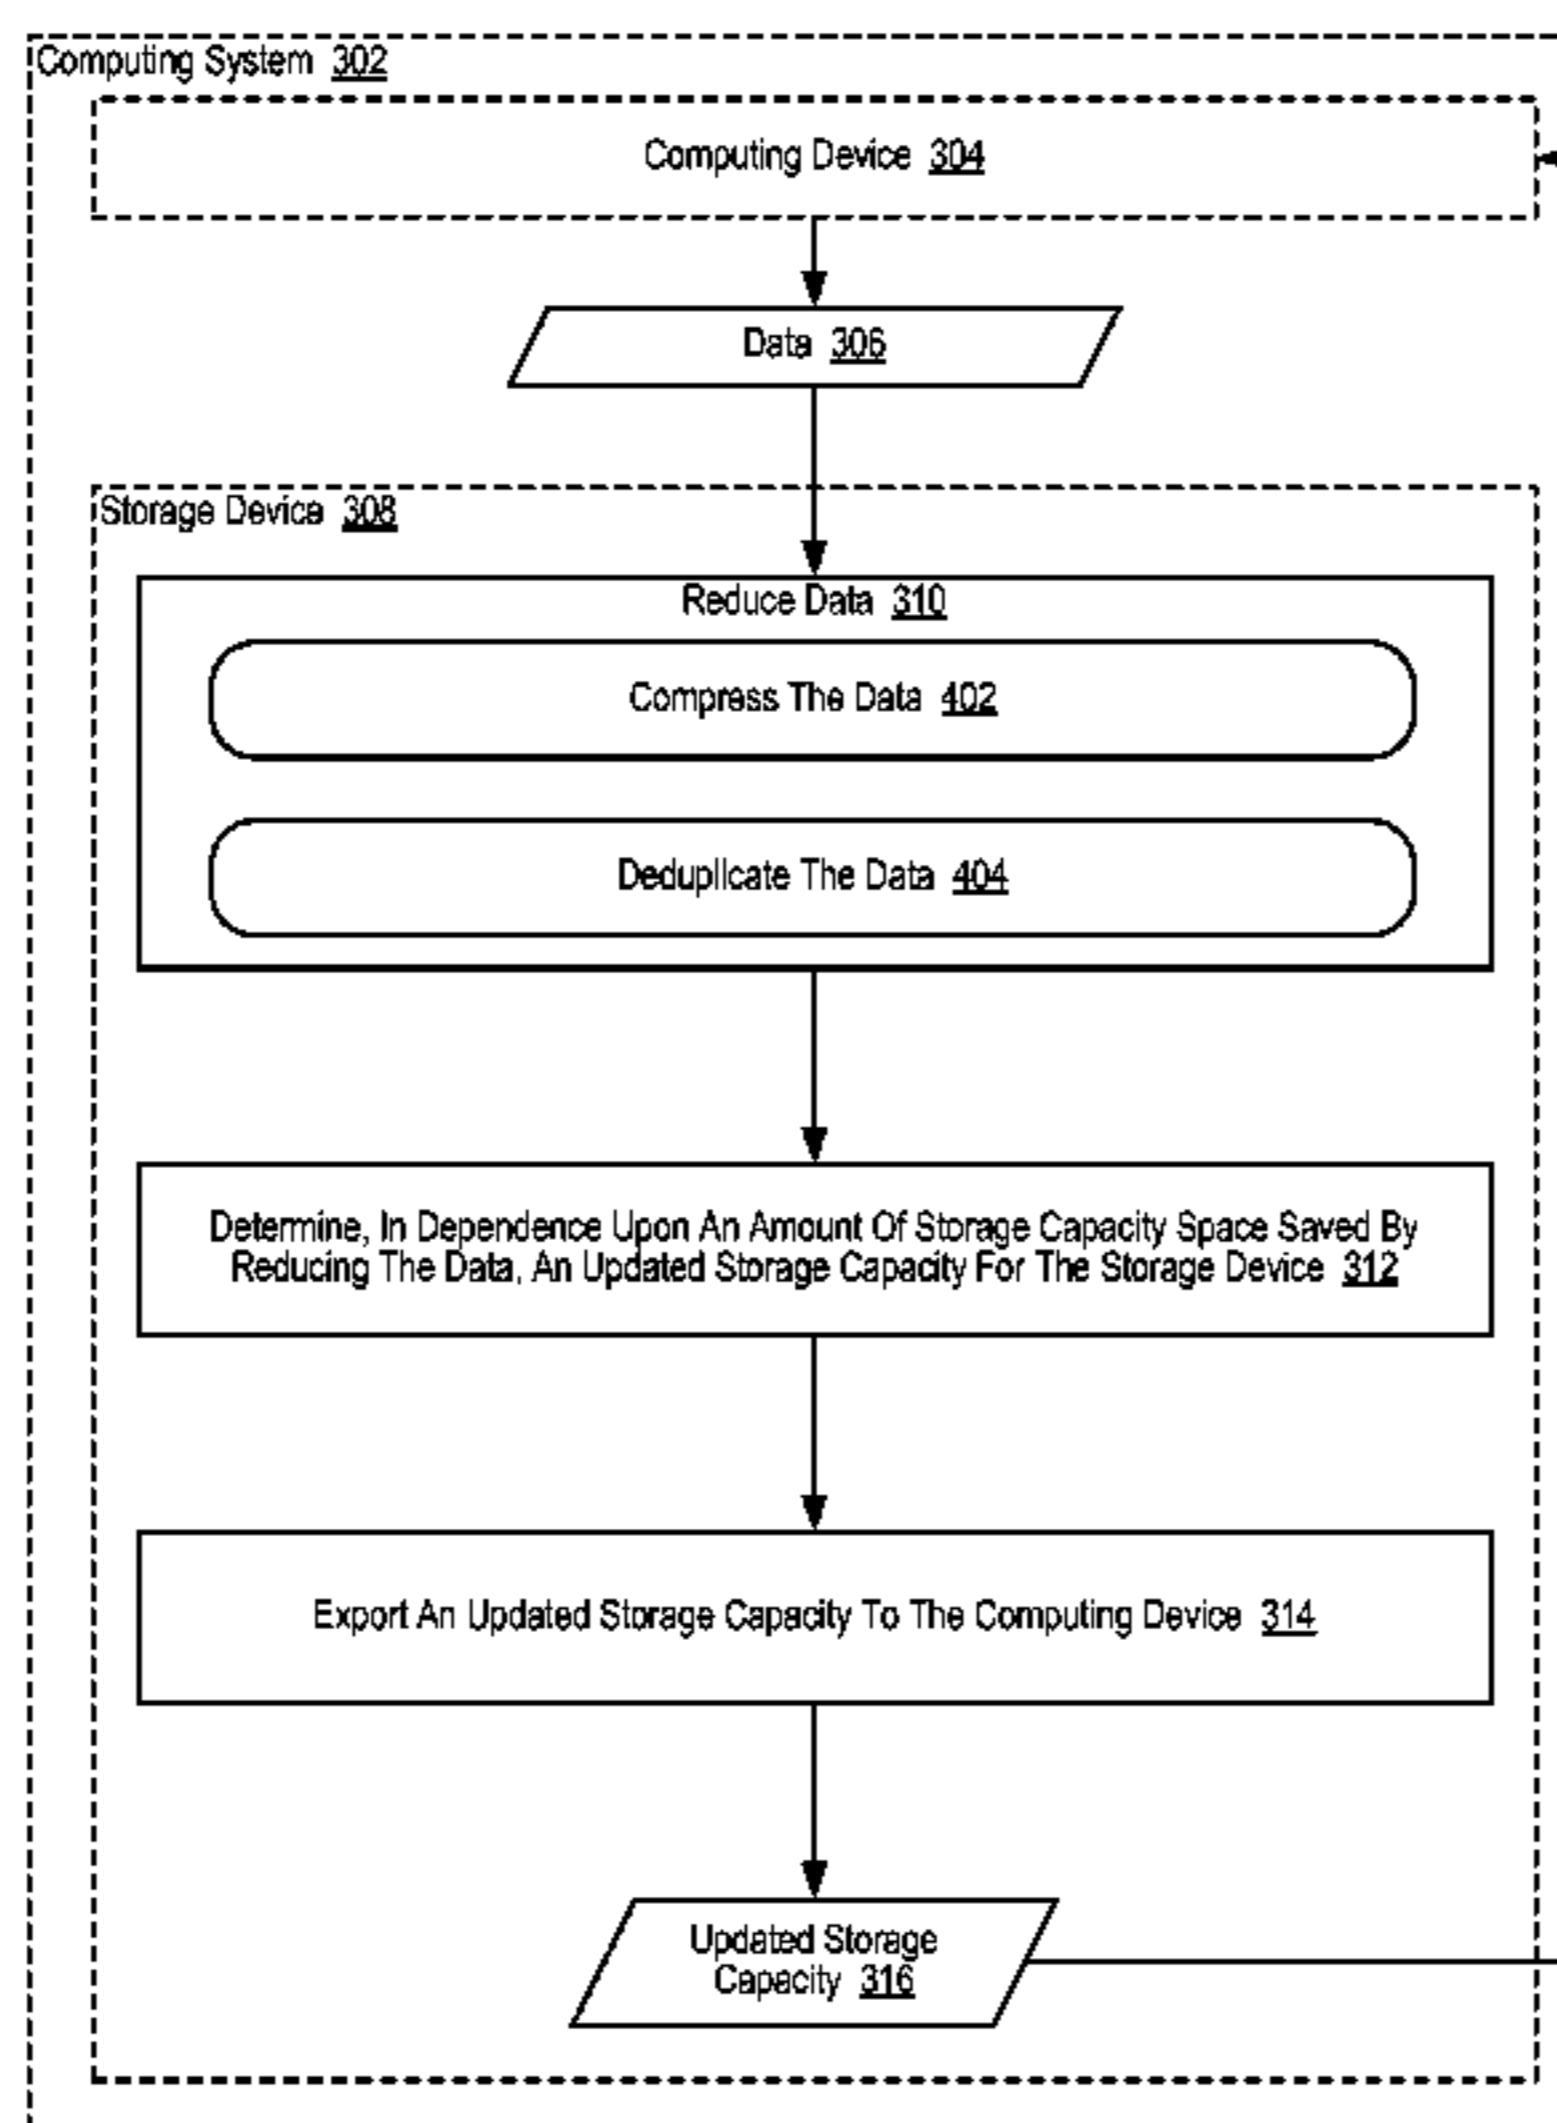 Computing System 302
Computing Device 304
Data 306
Storage Device 308
Reduce Data 310
Compress The Data 402
Deduplicate The Data 404
Determine, In Dependence Upon An Amount Of Storage Capacity Space Saved By
Reducing The Data, An Updated Storage Capacity For The Storage Device 312
Export An Updated Storage Capacity To The Computing Device 314
Updated Storage
Capacity 316